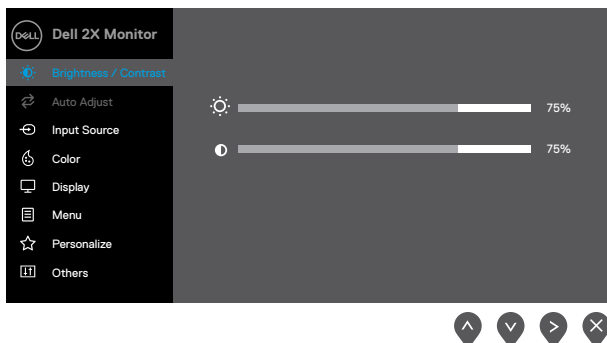 DELL Dell 2X Monitor
Brightness / Contrast
Auto Adjust
75%
Input Source
Color
75%
Display
Menu
Personalize
Others